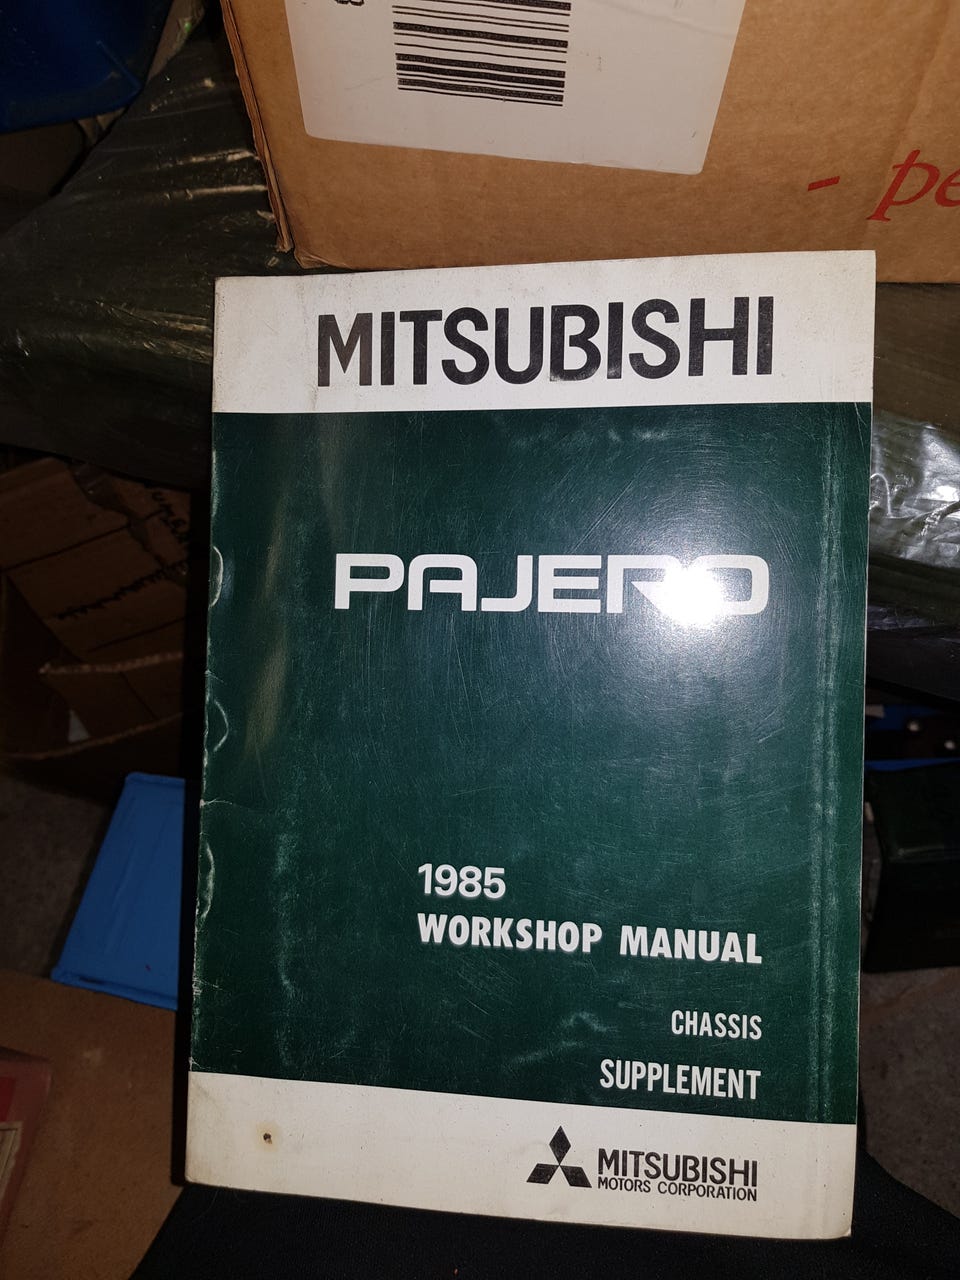 MITSUBISHI
PAJERO
1985
WORKSHOP MANUAL
CHASSIS
SUPPLEMENT
MITSUBISHI
MOTORS CORPORATION